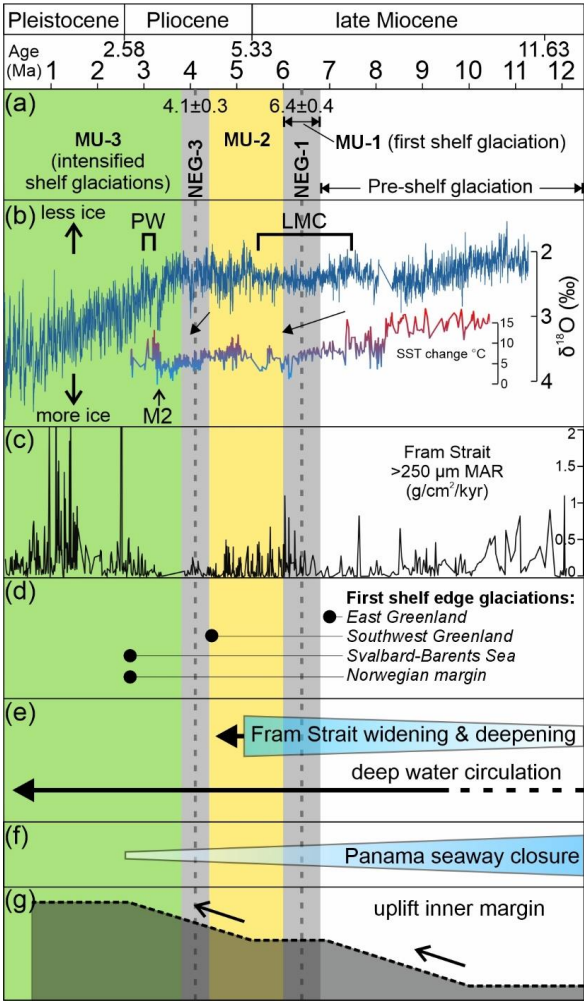 Pleistocene Pliocene late Miocene
Age (Ma) 2.58 5.33 11.63
1 2 3 4 5 6 7 8 9 10 11 12
(a)
4.1±0.3 6.4±0.4
MU-3
(intensified
shelf glaciations)
NEG-3
MU-2
NEG-1
MU-1 (first shelf glaciation)
Pre-shelf glaciation
(b)
less ice
PW
LMC
2
3
4
δ18O (‰)
15
10
5
0
SST change °C
more ice
M2
(c)
Fram Strait
>250 µm MAR
(g/cm²/kyr)
2
1.5
1
0.5
0
(d)
First shelf edge glaciations:
East Greenland
Southwest Greenland
Svalbard-Barents Sea
Norwegian margin
(e)
Fram Strait widening & deepening
deep water circulation
(f)
Panama seaway closure
(g)
uplift inner margin